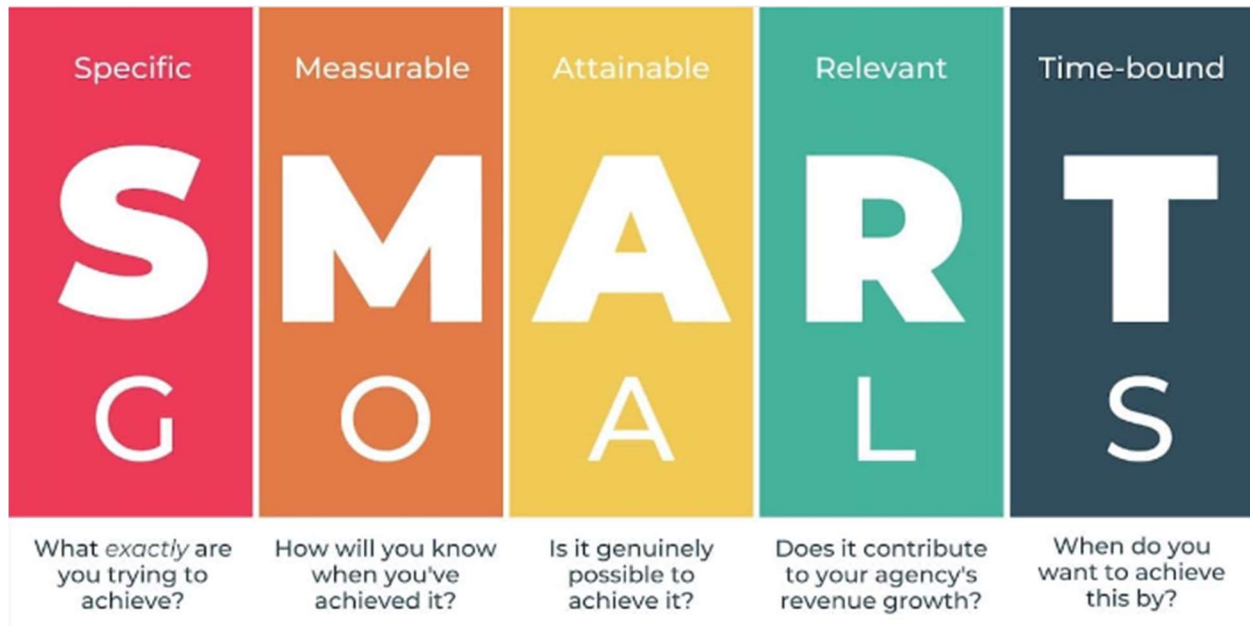 Specific
Measurable
Attainable
Relevant
Time-bound
S
M
A
R
T
G
O
A
L
S
What exactly are
you trying to
achieve?
How will you know
when you've
achieved it?
Is it genuinely
possible to
achieve it?
Does it contribute
to your agency's
revenue growth?
When do you
want to achieve
this by?